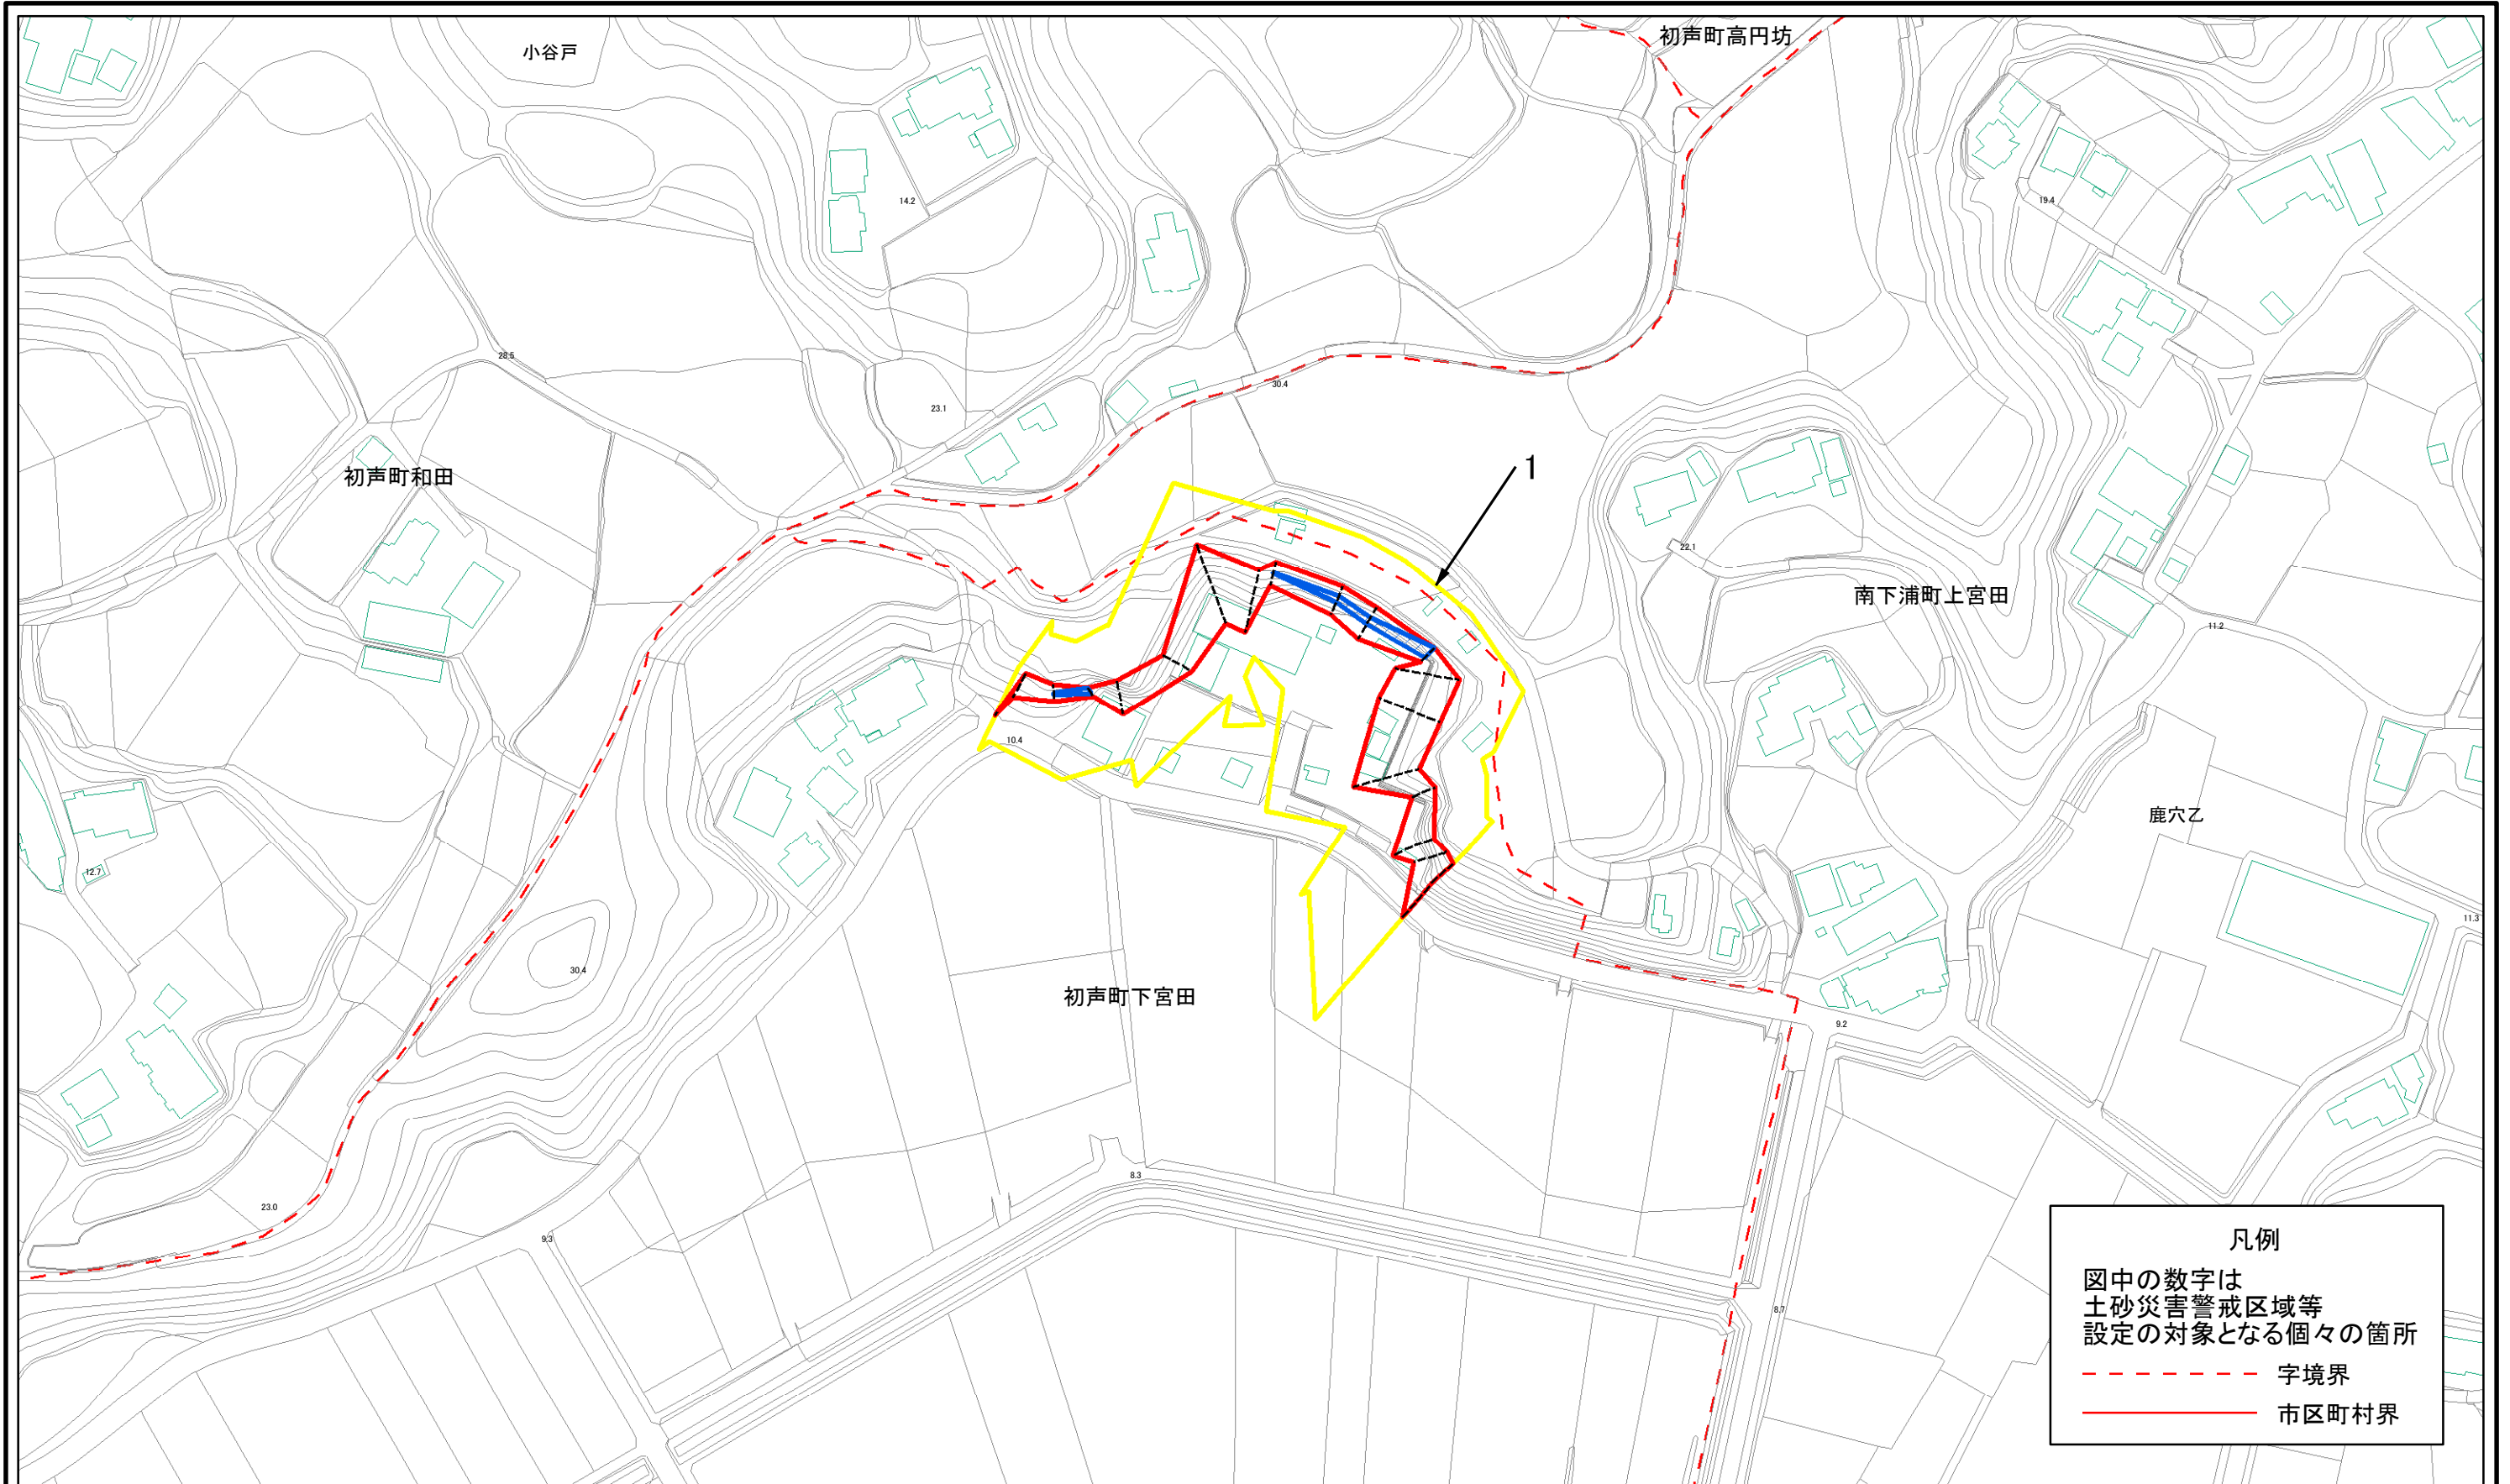 初声町高円坊
小谷戸
14.2
19.4
28.5
30.4
23.1
1
初声町和田
22.1
南下浦町上宮田
11.2
10.4
鹿穴乙
12.7
11.3
30.4
初声町下宮田
9.2
8.3
23.0
9.3
8.7
凡例
図中の数字は
土砂災害警戒区域等
設定の対象となる個々の箇所
字境界
市区町村界